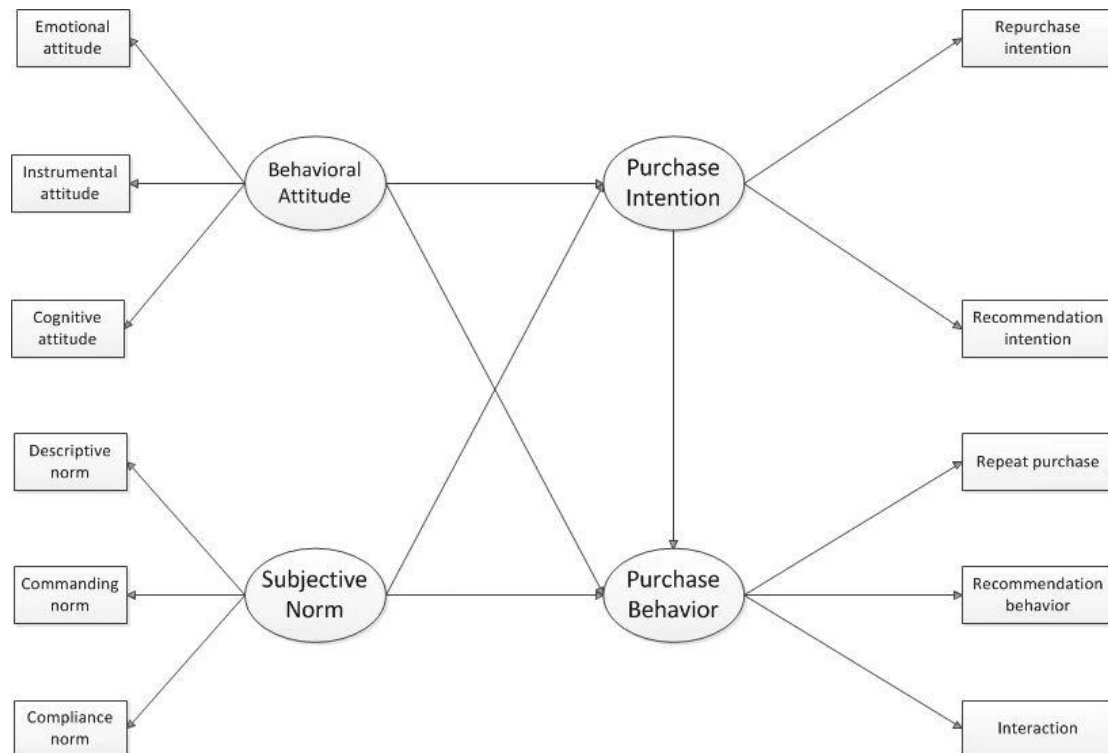 Emotional
attitude
Repurchase
intention
Instrumental
attitude
Behavioral
Attitude
Purchase
Intention
Cognitive
attitude
Recommendation
intention
Descriptive
norm
Repeat purchase
Commanding
norm
Subjective
Norm
Purchase
Behavior
Recommendation
behavior
Compliance
norm
Interaction